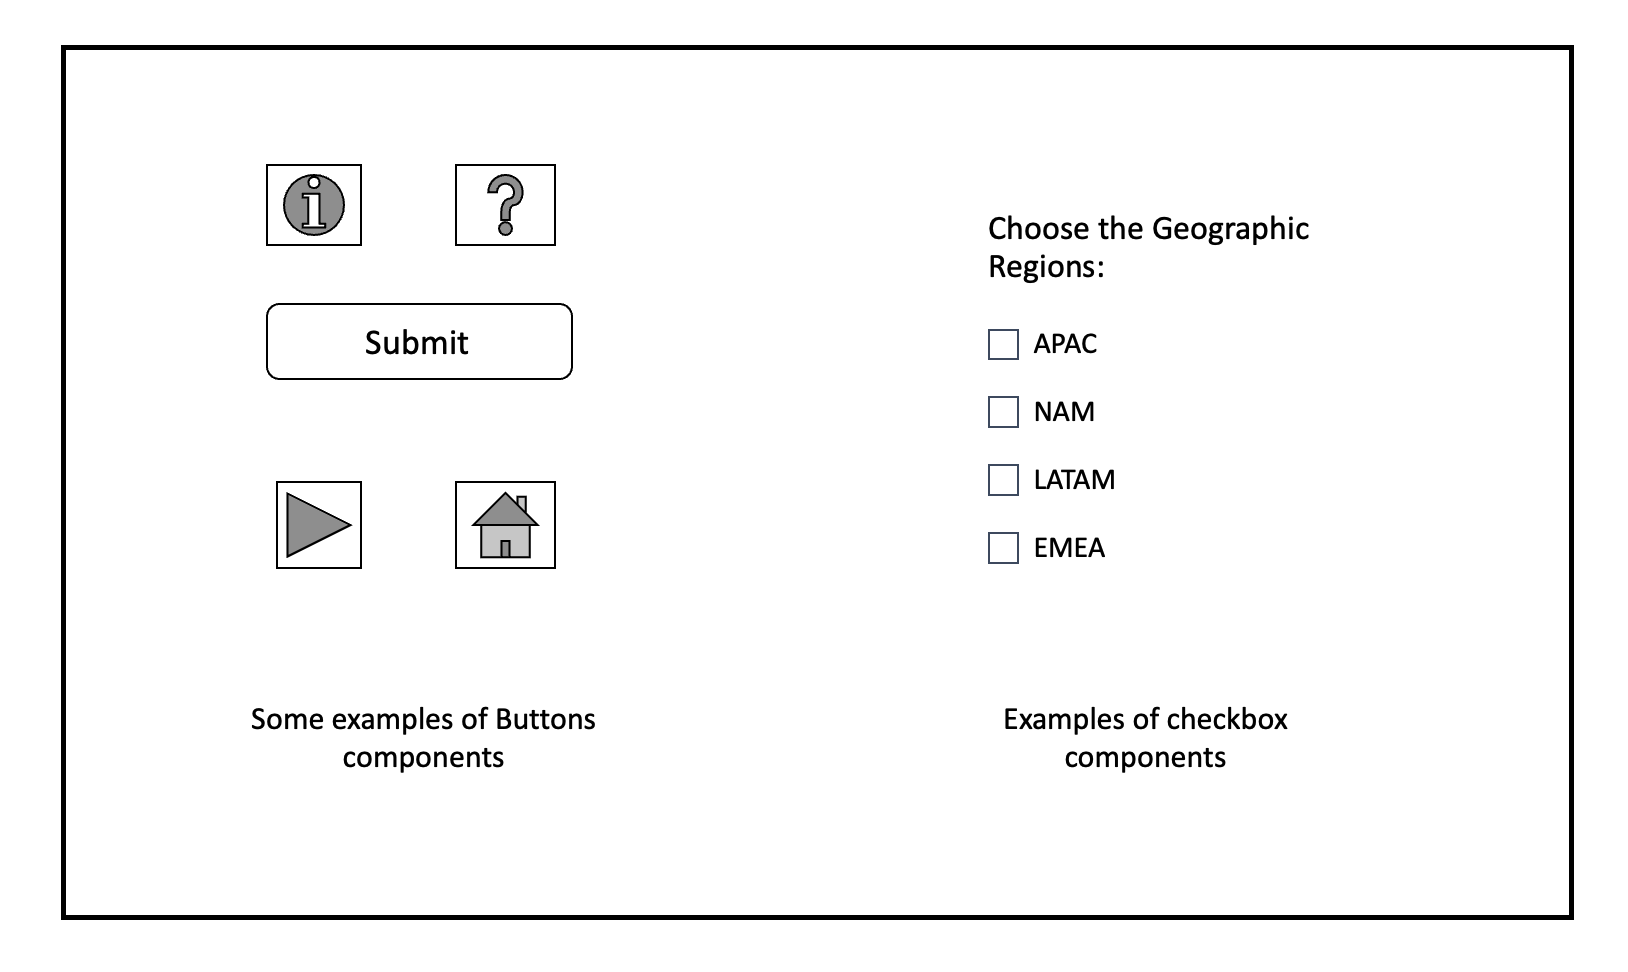 Submit
Some examples of Buttons
components
Choose the Geographic
Regions:
APAC
NAM
LATAM
EMEA
Examples of checkbox
components